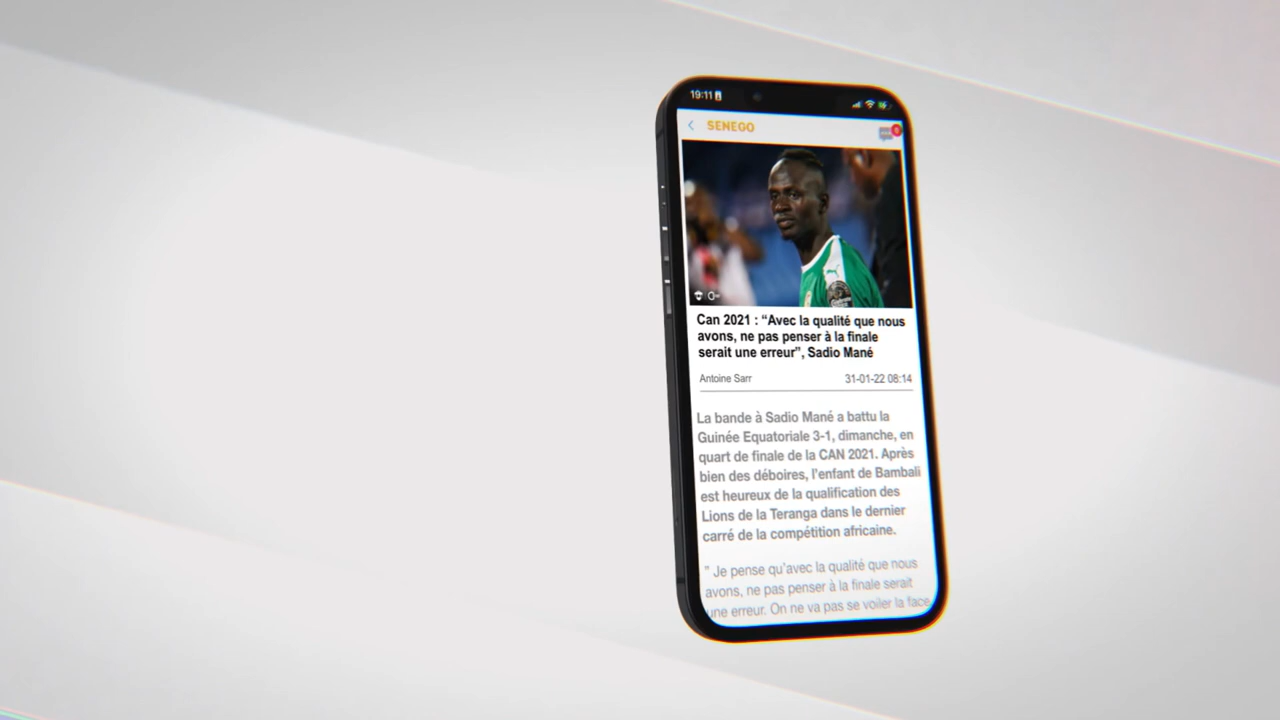 19:11
SENEGO
Can 2021 : “Avec la qualité que nous
avons, ne pas penser à la finale
serait une erreur”, Sadio Mané
Antoine Sarr 31-01-22 08:14
La bande à Sadio Mané a battu la
Guinée Equatoriale 3-1, dimanche, en
quart de finale de la CAN 2021. Après
bien des déboires, l'enfant de Bambali
est heureux de la qualification des
Lions de la Teranga dans le dernier
carré de la compétition africaine.
" Je pense qu'avec la qualité que nous
avons, ne pas penser à la finale serait
une erreur. On ne va pas se voiler la face